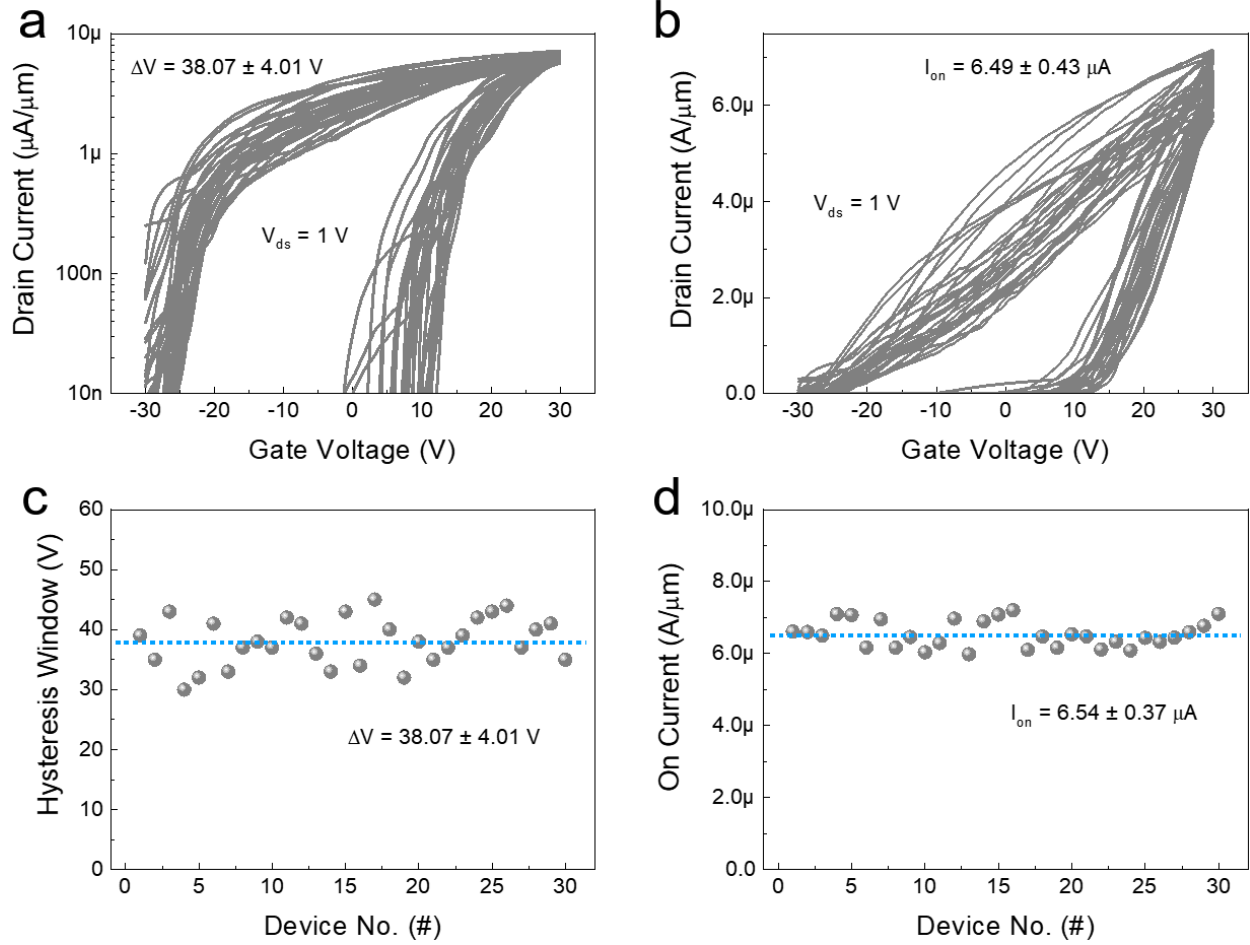 a
10µ
1µ
100n
10n
Drain Current (µA/µm)
ΔV = 38.07 ± 4.01 V
V_ds = 1 V
-30 -20 -10 0 10 20 30
Gate Voltage (V)
b
6.0µ
4.0µ
2.0µ
0.0
Drain Current (A/µm)
I_on = 6.49 ± 0.43 µA
V_ds = 1 V
-30 -20 -10 0 10 20 30
Gate Voltage (V)
c
60
50
40
30
20
10
0
Hysteresis Window (V)
ΔV = 38.07 ± 4.01 V
0 5 10 15 20 25 30
Device No. (#)
d
10.0µ
8.0µ
6.0µ
4.0µ
2.0µ
0.0
On Current (A/µm)
I_on = 6.54 ± 0.37 µA
0 5 10 15 20 25 30
Device No. (#)